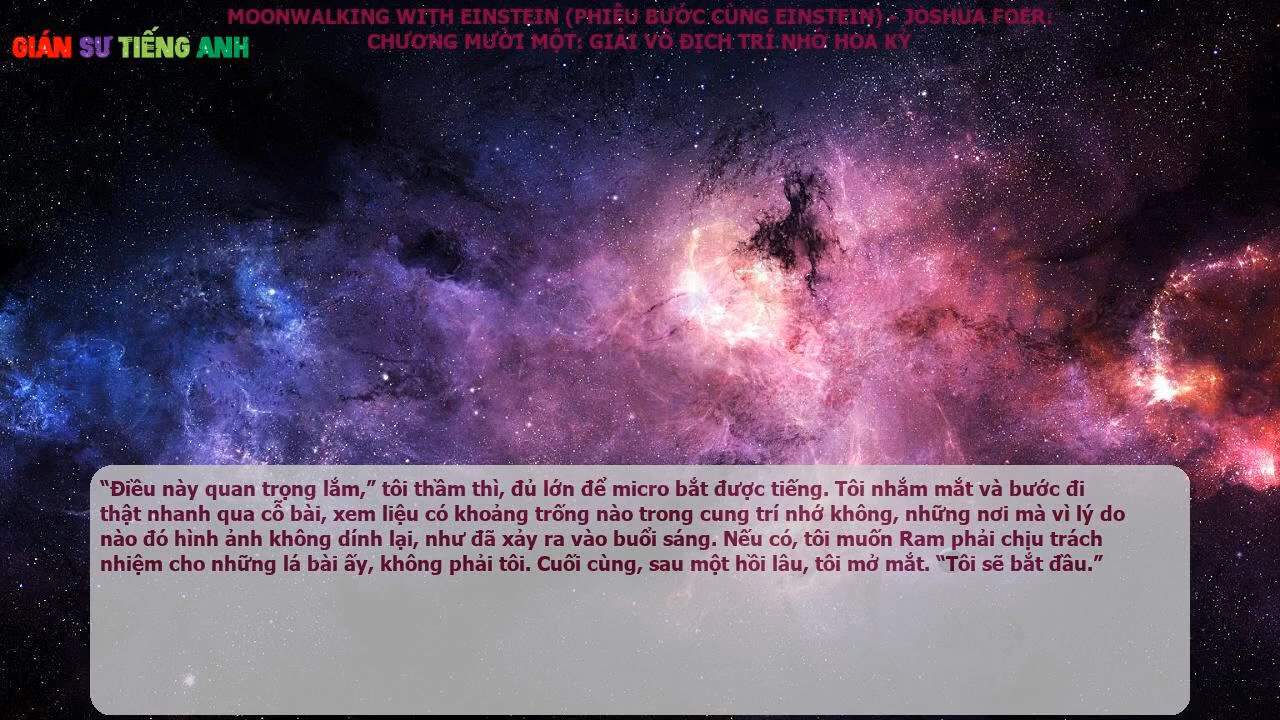 MOONWALKING WITH EINSTEIN (PHIÊU BƯỚC CÙNG EINSTEIN) - JOSHUA FOER:
CHƯƠNG MƯỜI MỘT: GIẢI VÔ ĐỊCH TRÍ NHỚ HOA KỲ
GIÁN SƯ TIẾNG ANH
“Điều này quan trọng lắm,” tôi thầm thì, đủ lớn để micro bắt được tiếng. Tôi nhắm mắt và bước đi
thật nhanh qua cỗ bài, xem liệu có khoảng trống nào trong cung trí nhớ không, những nơi mà vì lý do
nào đó hình ảnh không dính lại, như đã xảy ra vào buổi sáng. Nếu có, tôi muốn Ram phải chịu trách
nhiệm cho những lá bài ấy, không phải tôi. Cuối cùng, sau một hồi lâu, tôi mở mắt. “Tôi sẽ bắt đầu.”